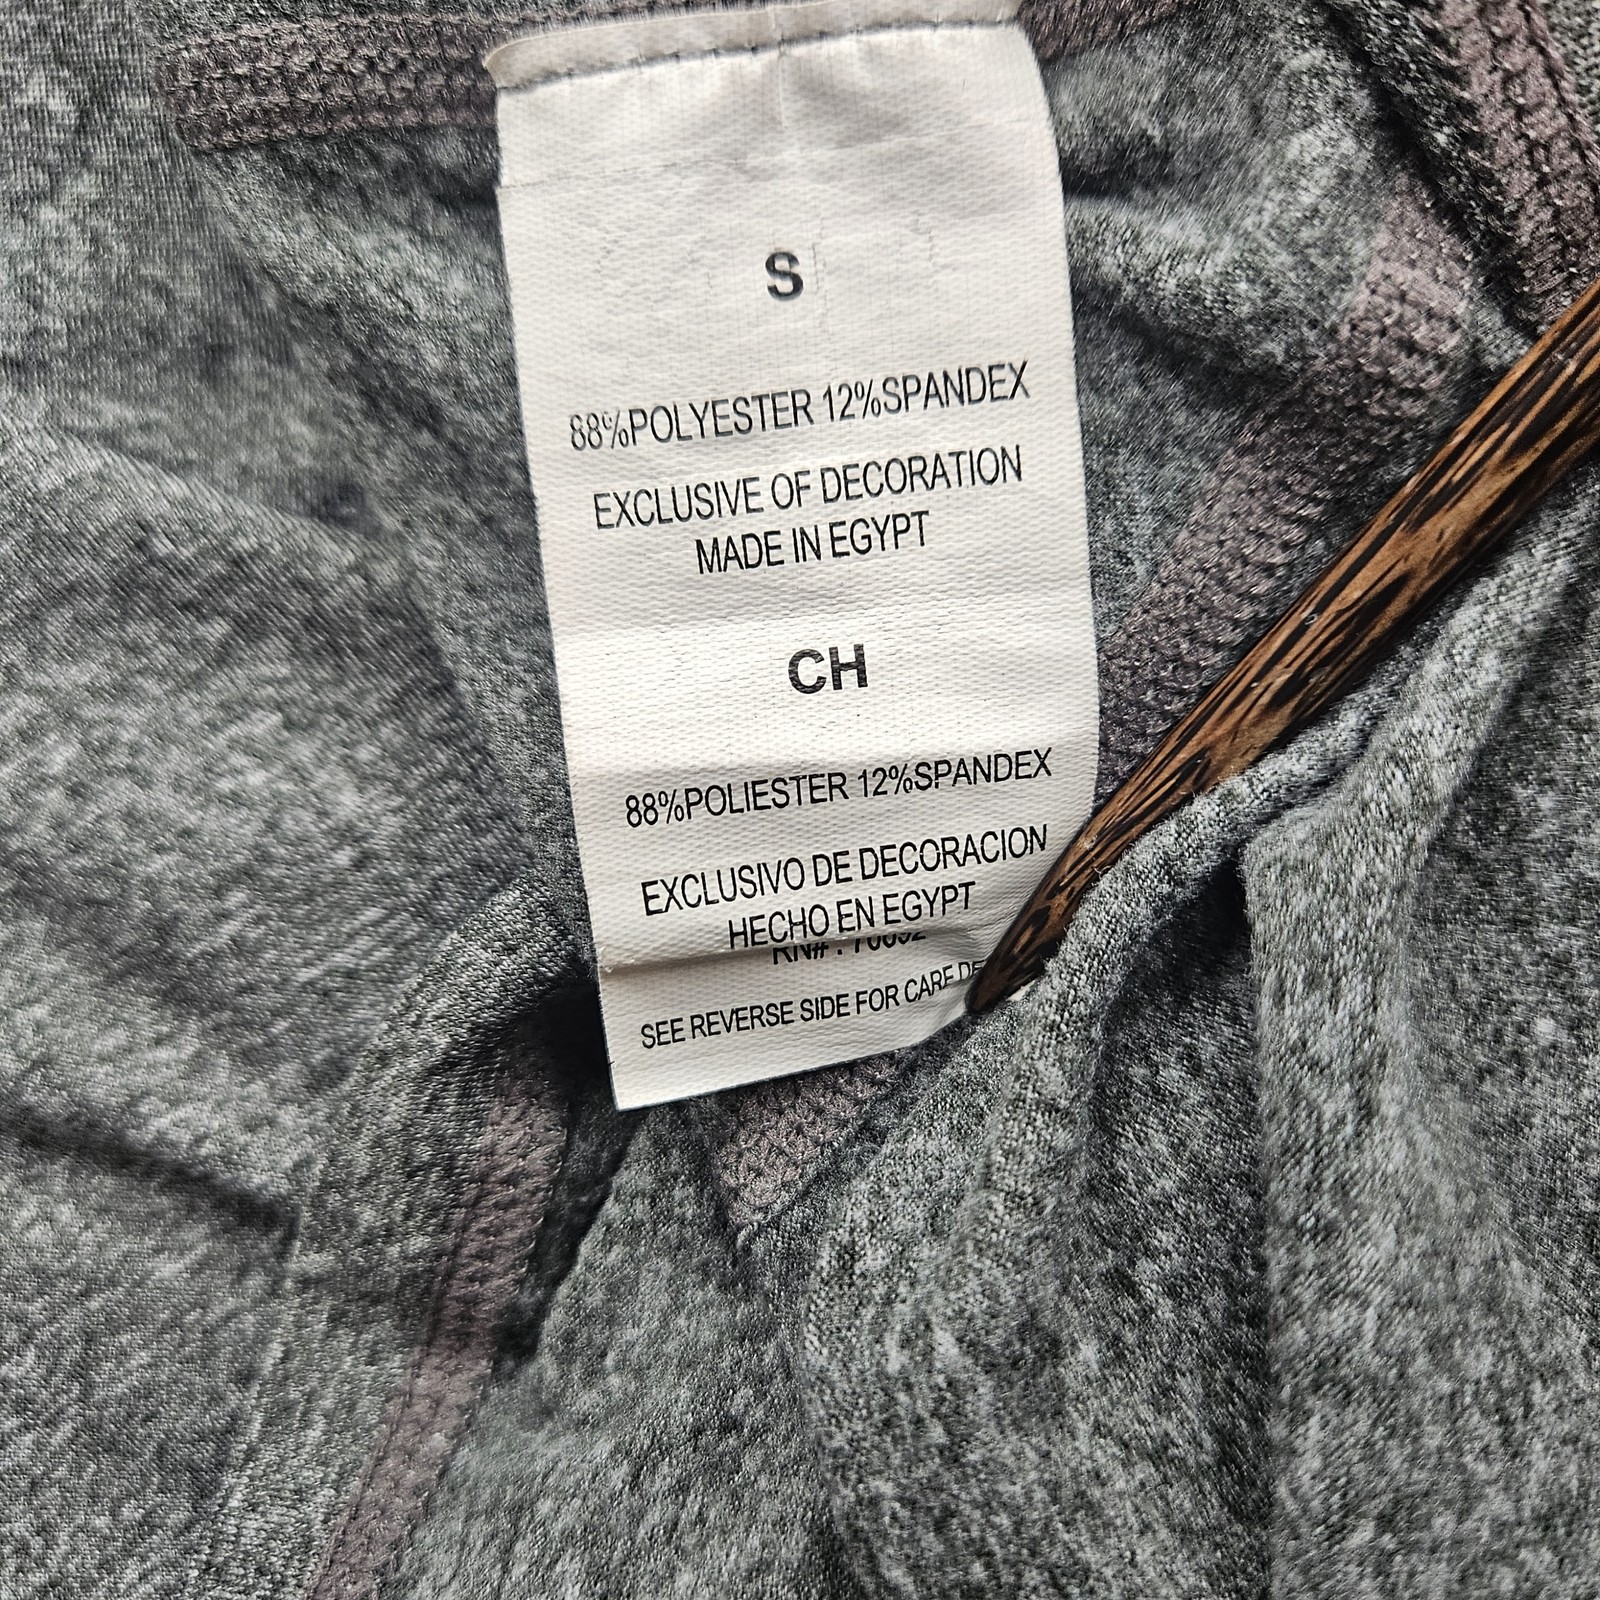 S
88%POLYESTER 12%SPANDEX
EXCLUSIVE OF DECORATION
MADE IN EGYPT
CH
88%POLIESTER 12%SPANDEX
EXCLUSIVO DE DECORACION
HECHO EN EGYPT
RN# :
SEE REVERSE SIDE FOR CARE